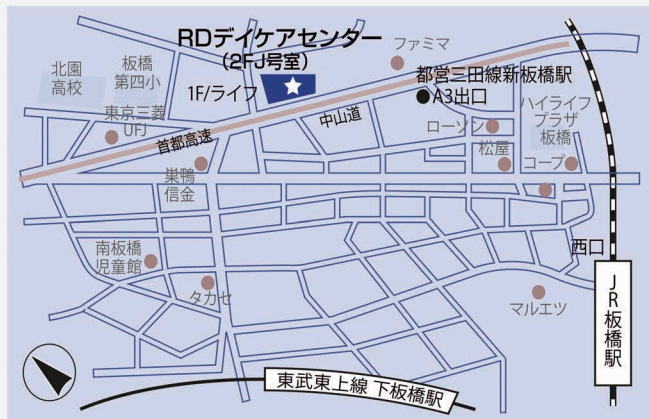 RDデイケアセンター
（2FJ号室）
1F/ライフ
北園
高校
板橋
第四小
東京三菱
UFJ
首都高速
中山道
ファミマ
都営三田線新板橋駅
A3出口
ハイライフ
プラザ
板橋
ローソン
松屋
コープ
巣鴨
信金
南板橋
児童館
タカセ
西口
マルエツ
JR板橋駅
東武東上線 下板橋駅